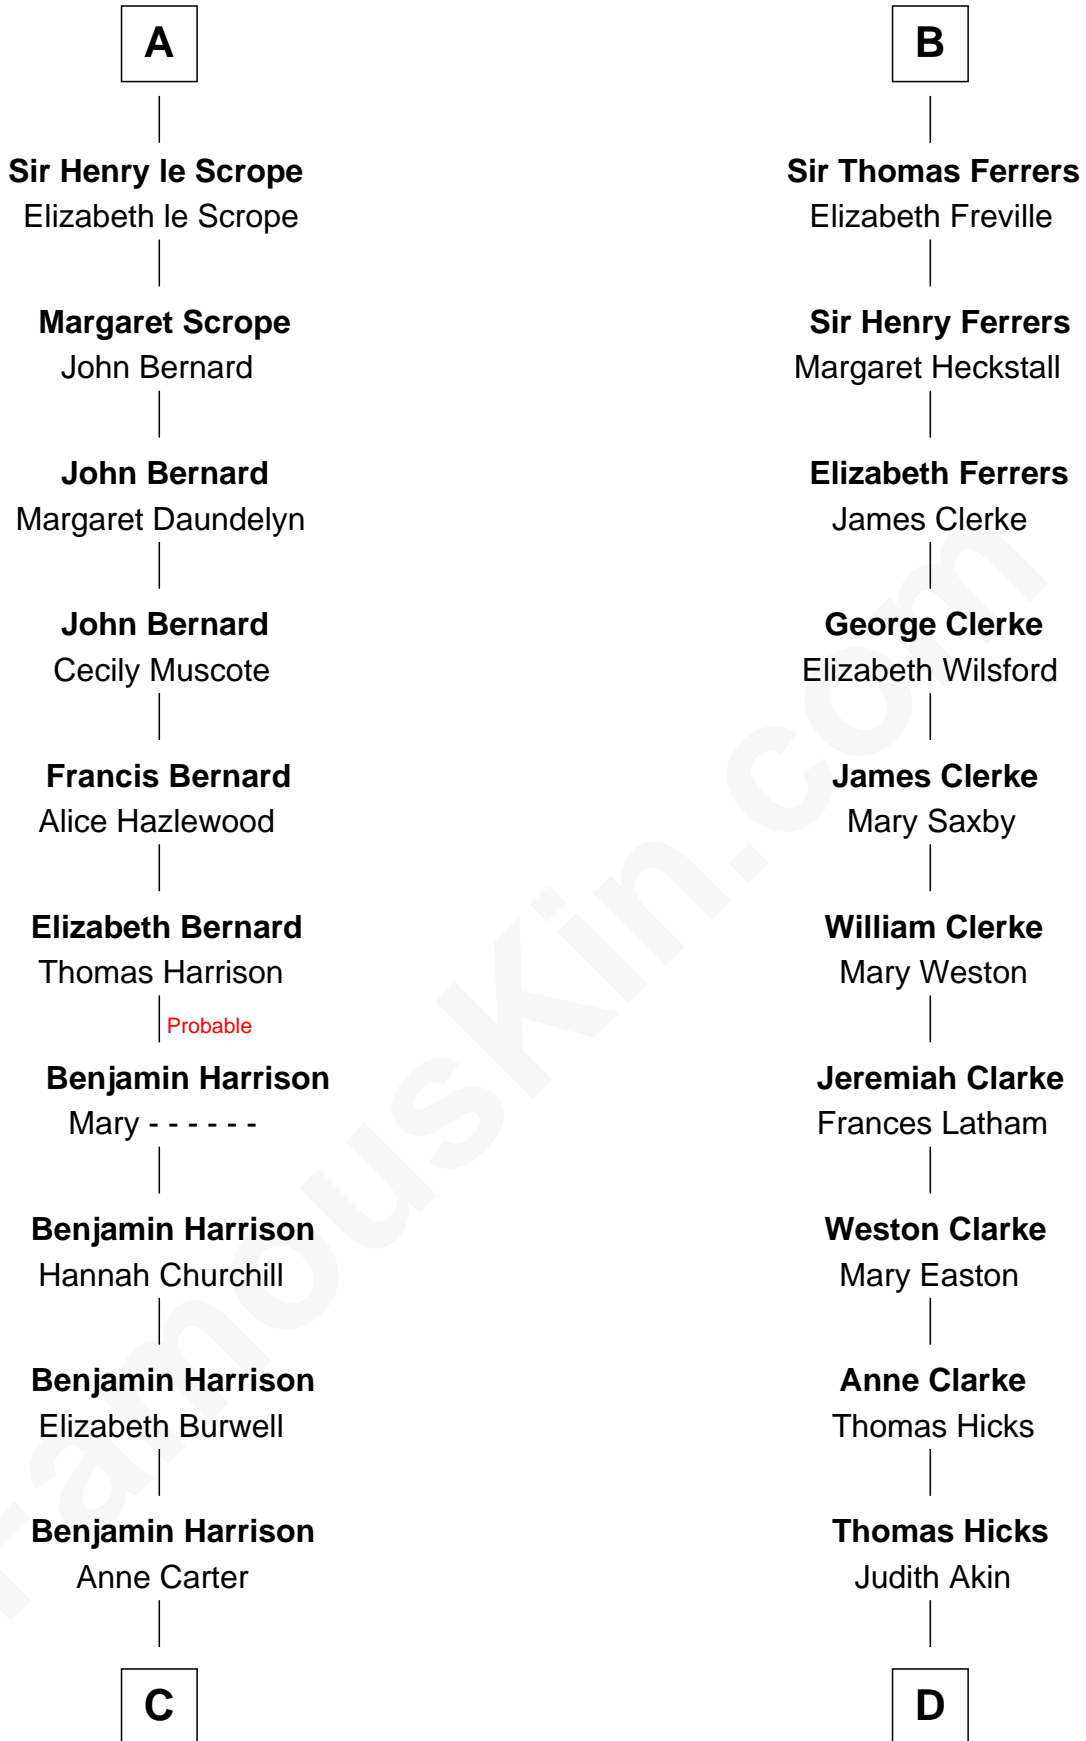 A
Sir Henry le Scrope
Elizabeth le Scrope
Margaret Scrope
John Bernard
John Bernard
Margaret Daundelyn
John Bernard
Cecily Muscote
Francis Bernard
Alice Hazlewood
Elizabeth Bernard
Thomas Harrison
Probable
Benjamin Harrison
Mary - - - - - -
Benjamin Harrison
Hannah Churchill
Benjamin Harrison
Elizabeth Burwell
Benjamin Harrison
Anne Carter
C
B
Sir Thomas Ferrers
Elizabeth Freville
Sir Henry Ferrers
Margaret Heckstall
Elizabeth Ferrers
James Clerke
George Clerke
Elizabeth Wilsford
James Clerke
Mary Saxby
William Clerke
Mary Weston
Jeremiah Clarke
Frances Latham
Weston Clarke
Mary Easton
Anne Clarke
Thomas Hicks
Thomas Hicks
Judith Akin
D
FamousKin.com